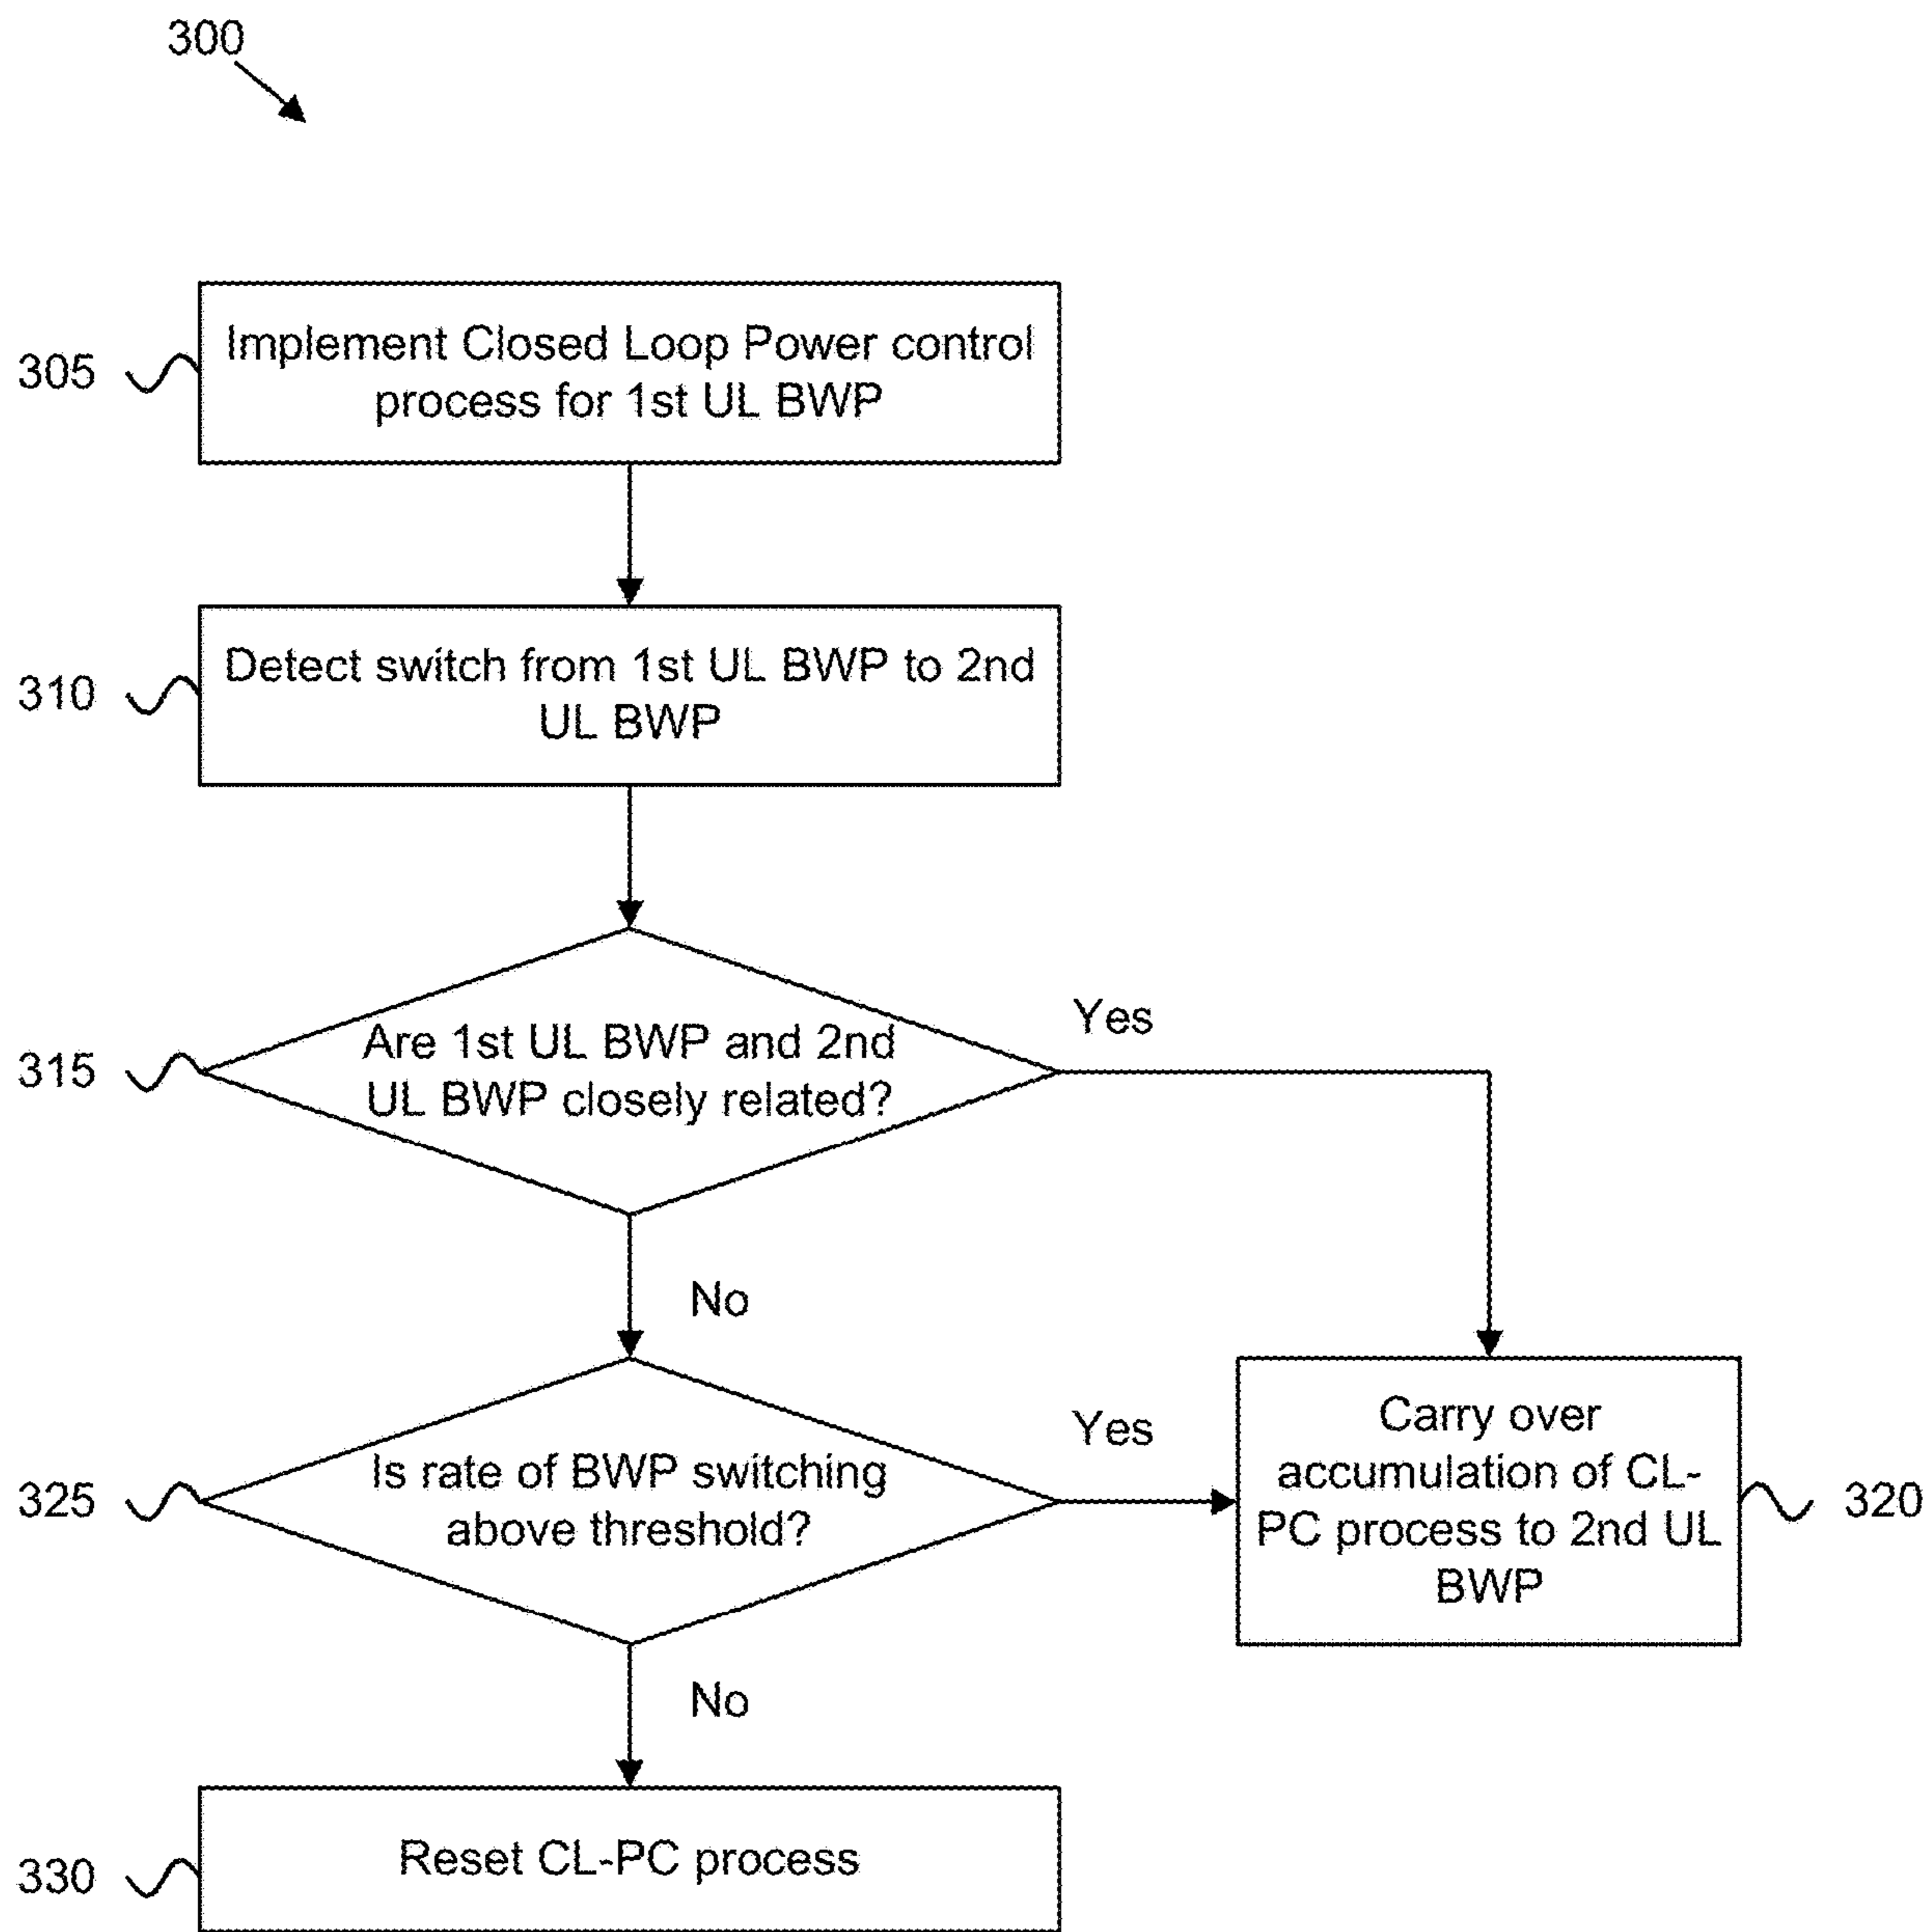 300
305
Implement Closed Loop Power control
process for 1st UL BWP
310
Detect switch from 1st UL BWP to 2nd
UL BWP
315
Are 1st UL BWP and 2nd
UL BWP closely related?
Yes
No
325
Is rate of BWP switching
above threshold?
Yes
Carry over
accumulation of CL-
PC process to 2nd UL
BWP
320
No
330
Reset CL-PC process